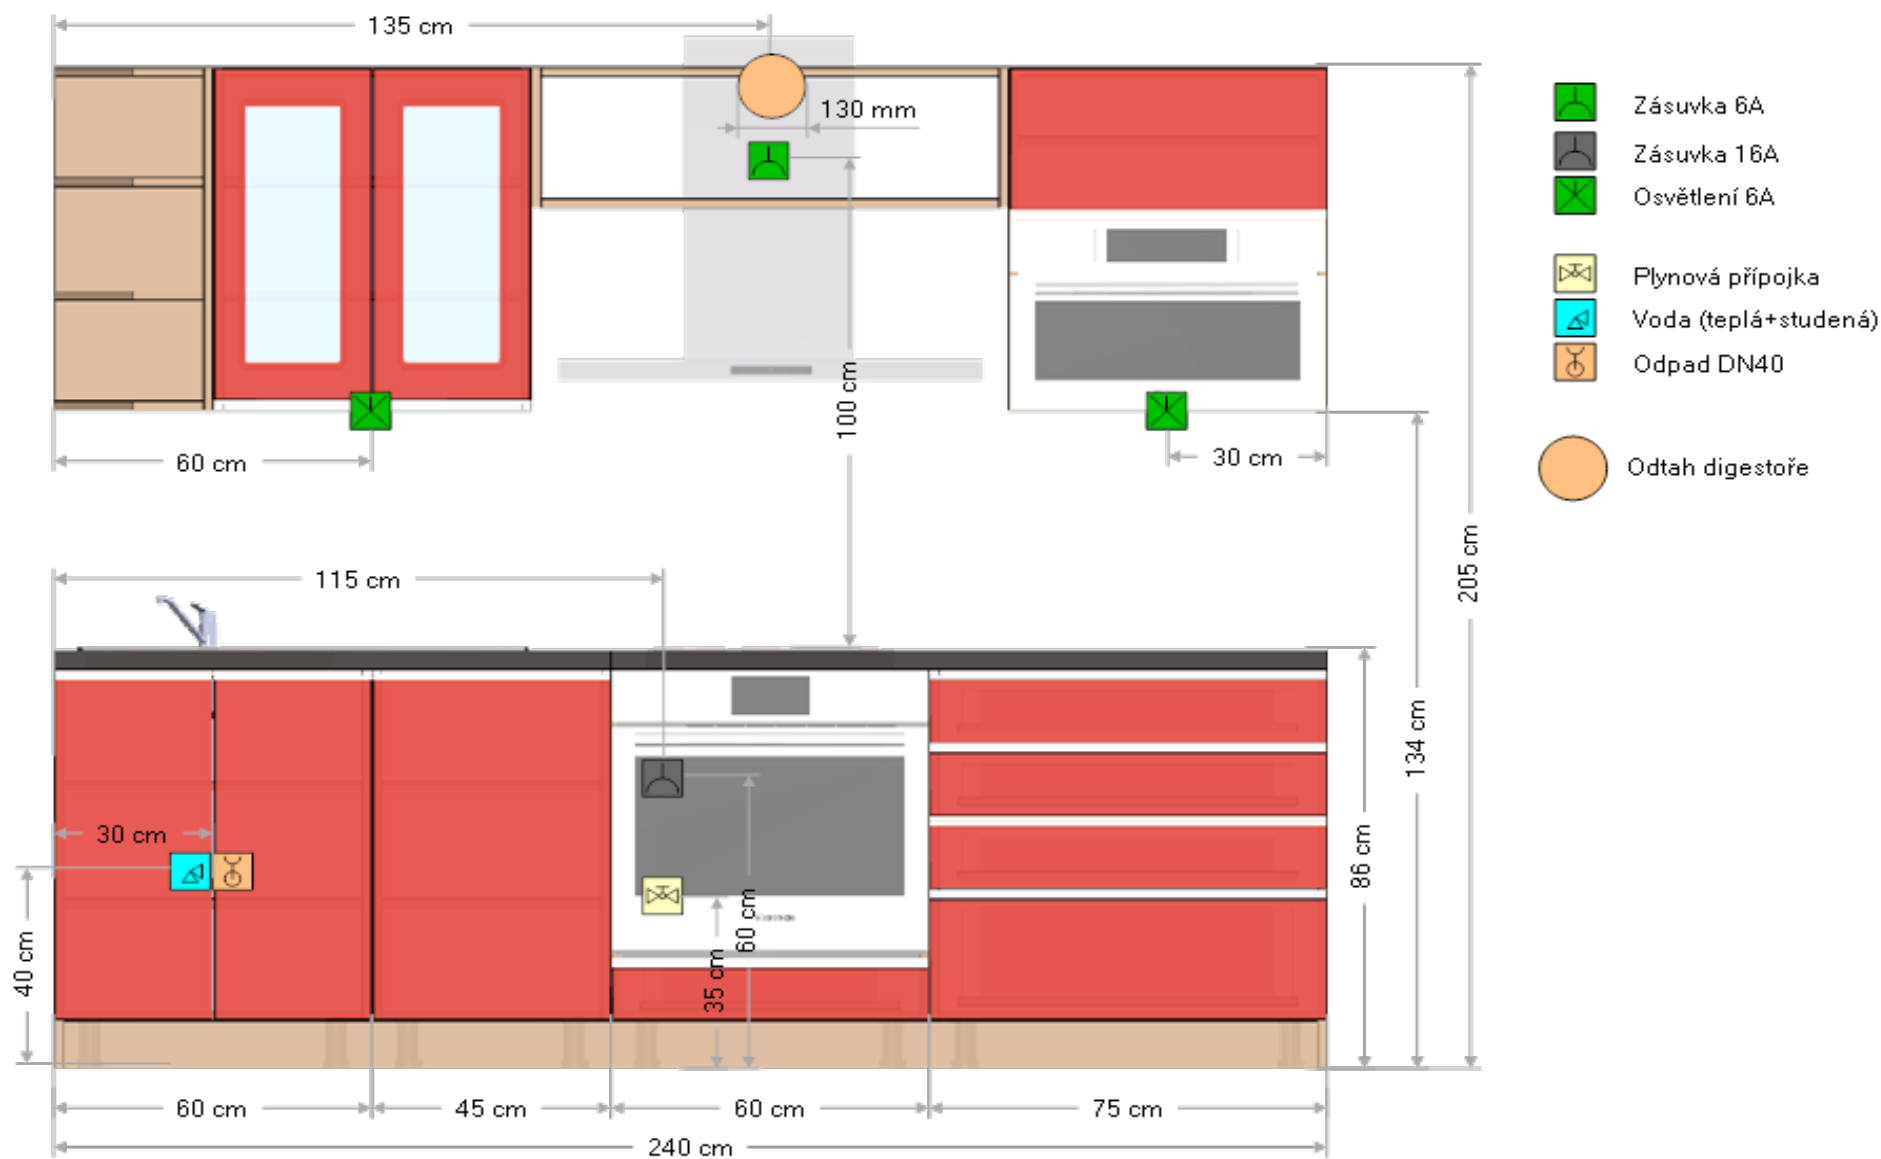 135 cm
130 mm
Zásuvka 6A
Zásuvka 16A
Osvětlení 6A
Plynová přípojka
Voda (teplá+studená)
Odpad DN40
Odtah digestoře
100 cm
60 cm
30 cm
205 cm
115 cm
134 cm
30 cm
86 cm
40 cm
60 cm
35 cm
60 cm
45 cm
60 cm
75 cm
240 cm